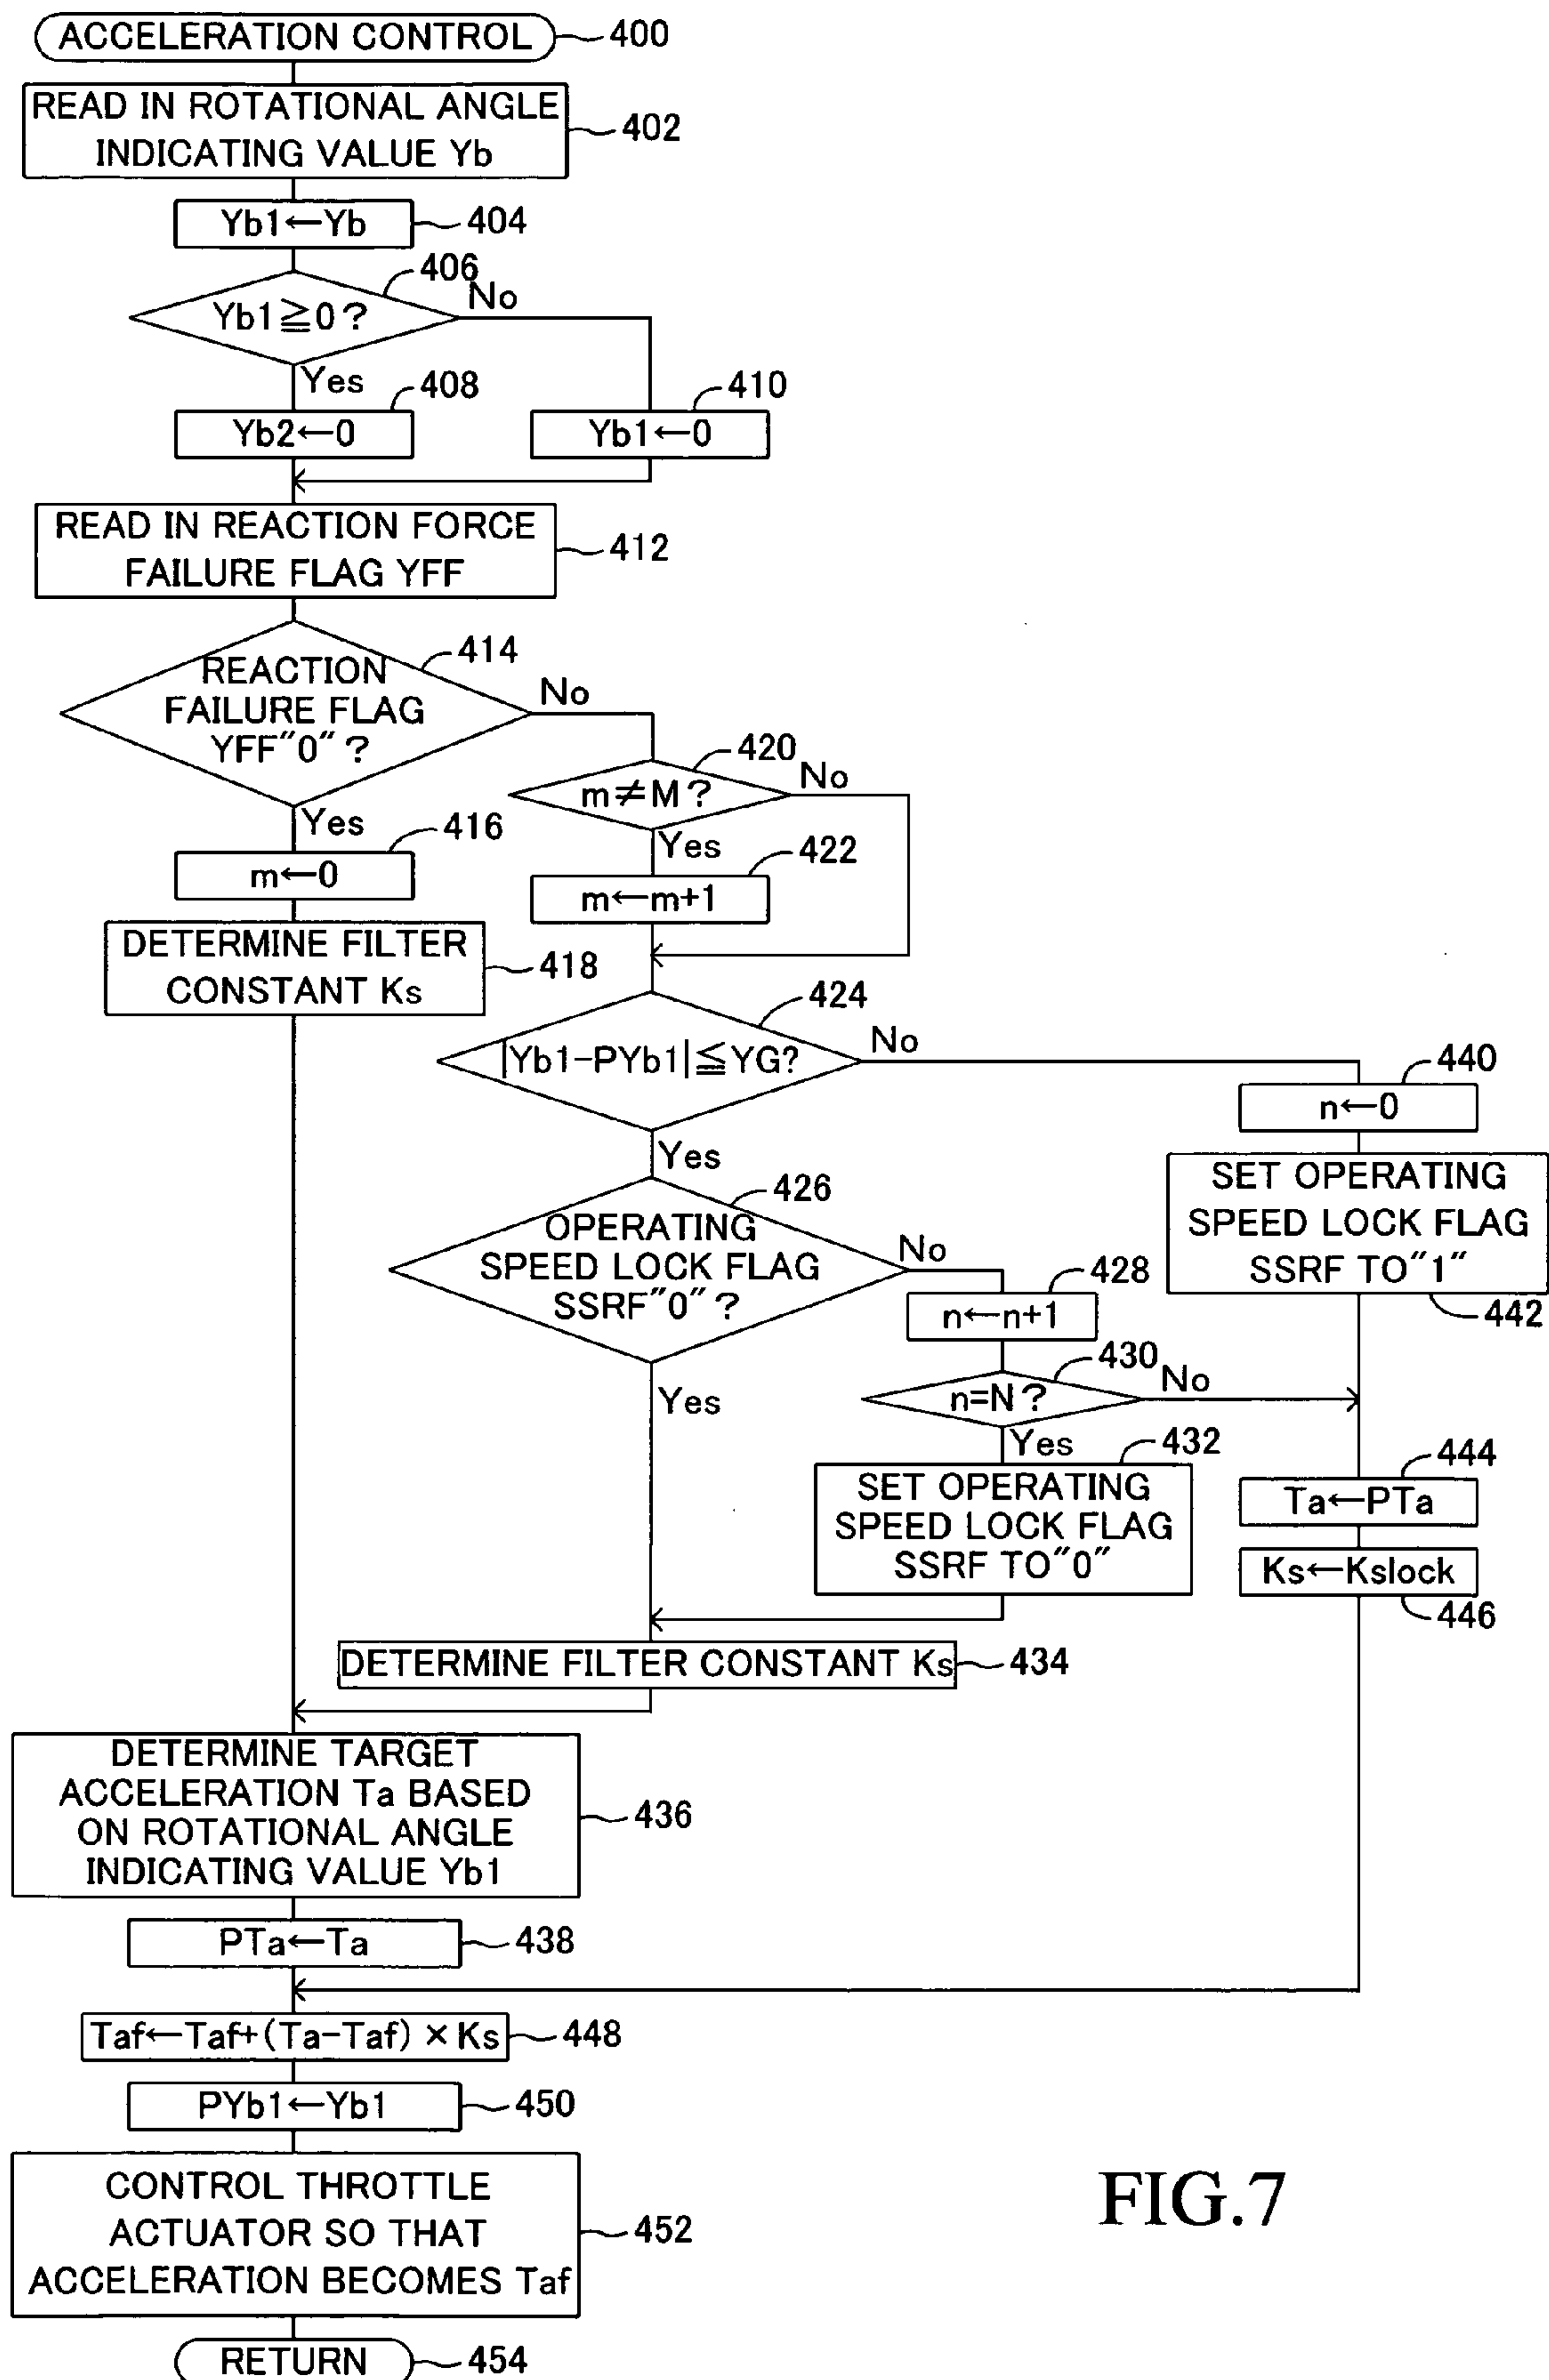 ACCELERATION CONTROL
400
READ IN ROTATIONAL ANGLE
INDICATING VALUE Yb
402
Yb1←Yb
404
406
Yb1≧0?
No
Yes
408
410
Yb2←0
Yb1←0
READ IN REACTION FORCE
FAILURE FLAG YFF
412
414
REACTION
FAILURE FLAG
YFF"0"?
No
420
m≠M?
No
Yes
416
Yes
422
m←0
m←m+1
DETERMINE FILTER
CONSTANT Ks
418
424
|Yb1-PYb1|≦YG?
No
440
n←0
Yes
SET OPERATING
SPEED LOCK FLAG
SSRF TO"1"
442
426
OPERATING
SPEED LOCK FLAG
SSRF"0"?
No
428
n←n+1
430
n=N?
No
Yes
Yes
432
SET OPERATING
SPEED LOCK FLAG
SSRF TO"0"
444
Ta←PTa
Ks←Kslock
446
DETERMINE FILTER CONSTANT Ks
434
DETERMINE TARGET
ACCELERATION Ta BASED
ON ROTATIONAL ANGLE
INDICATING VALUE Yb1
436
PTa←Ta
438
Taf←Taf+(Ta-Taf)×Ks
448
PYb1←Yb1
450
CONTROL THROTTLE
ACTUATOR SO THAT
ACCELERATION BECOMES Taf
452
RETURN
454
FIG.7